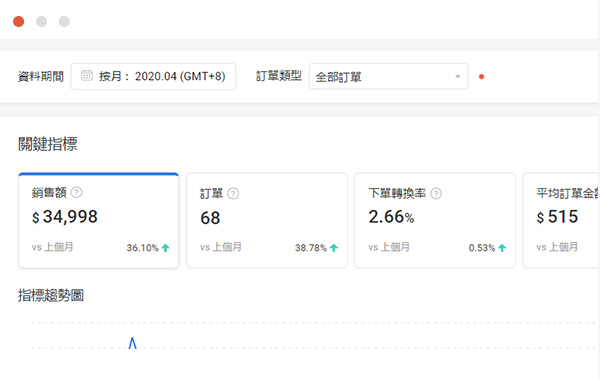 資料期間 按月： 2020.04 (GMT+8) 訂單類型 全部訂單
關鍵指標
銷售額 ? 訂單 ? 下單轉換率 ? 平均訂單金
$ 34,998 68 2.66% $ 515
vs 上個月 36.10% vs 上個月 38.78% vs 上個月 0.53% vs 上個月
指標趨勢圖